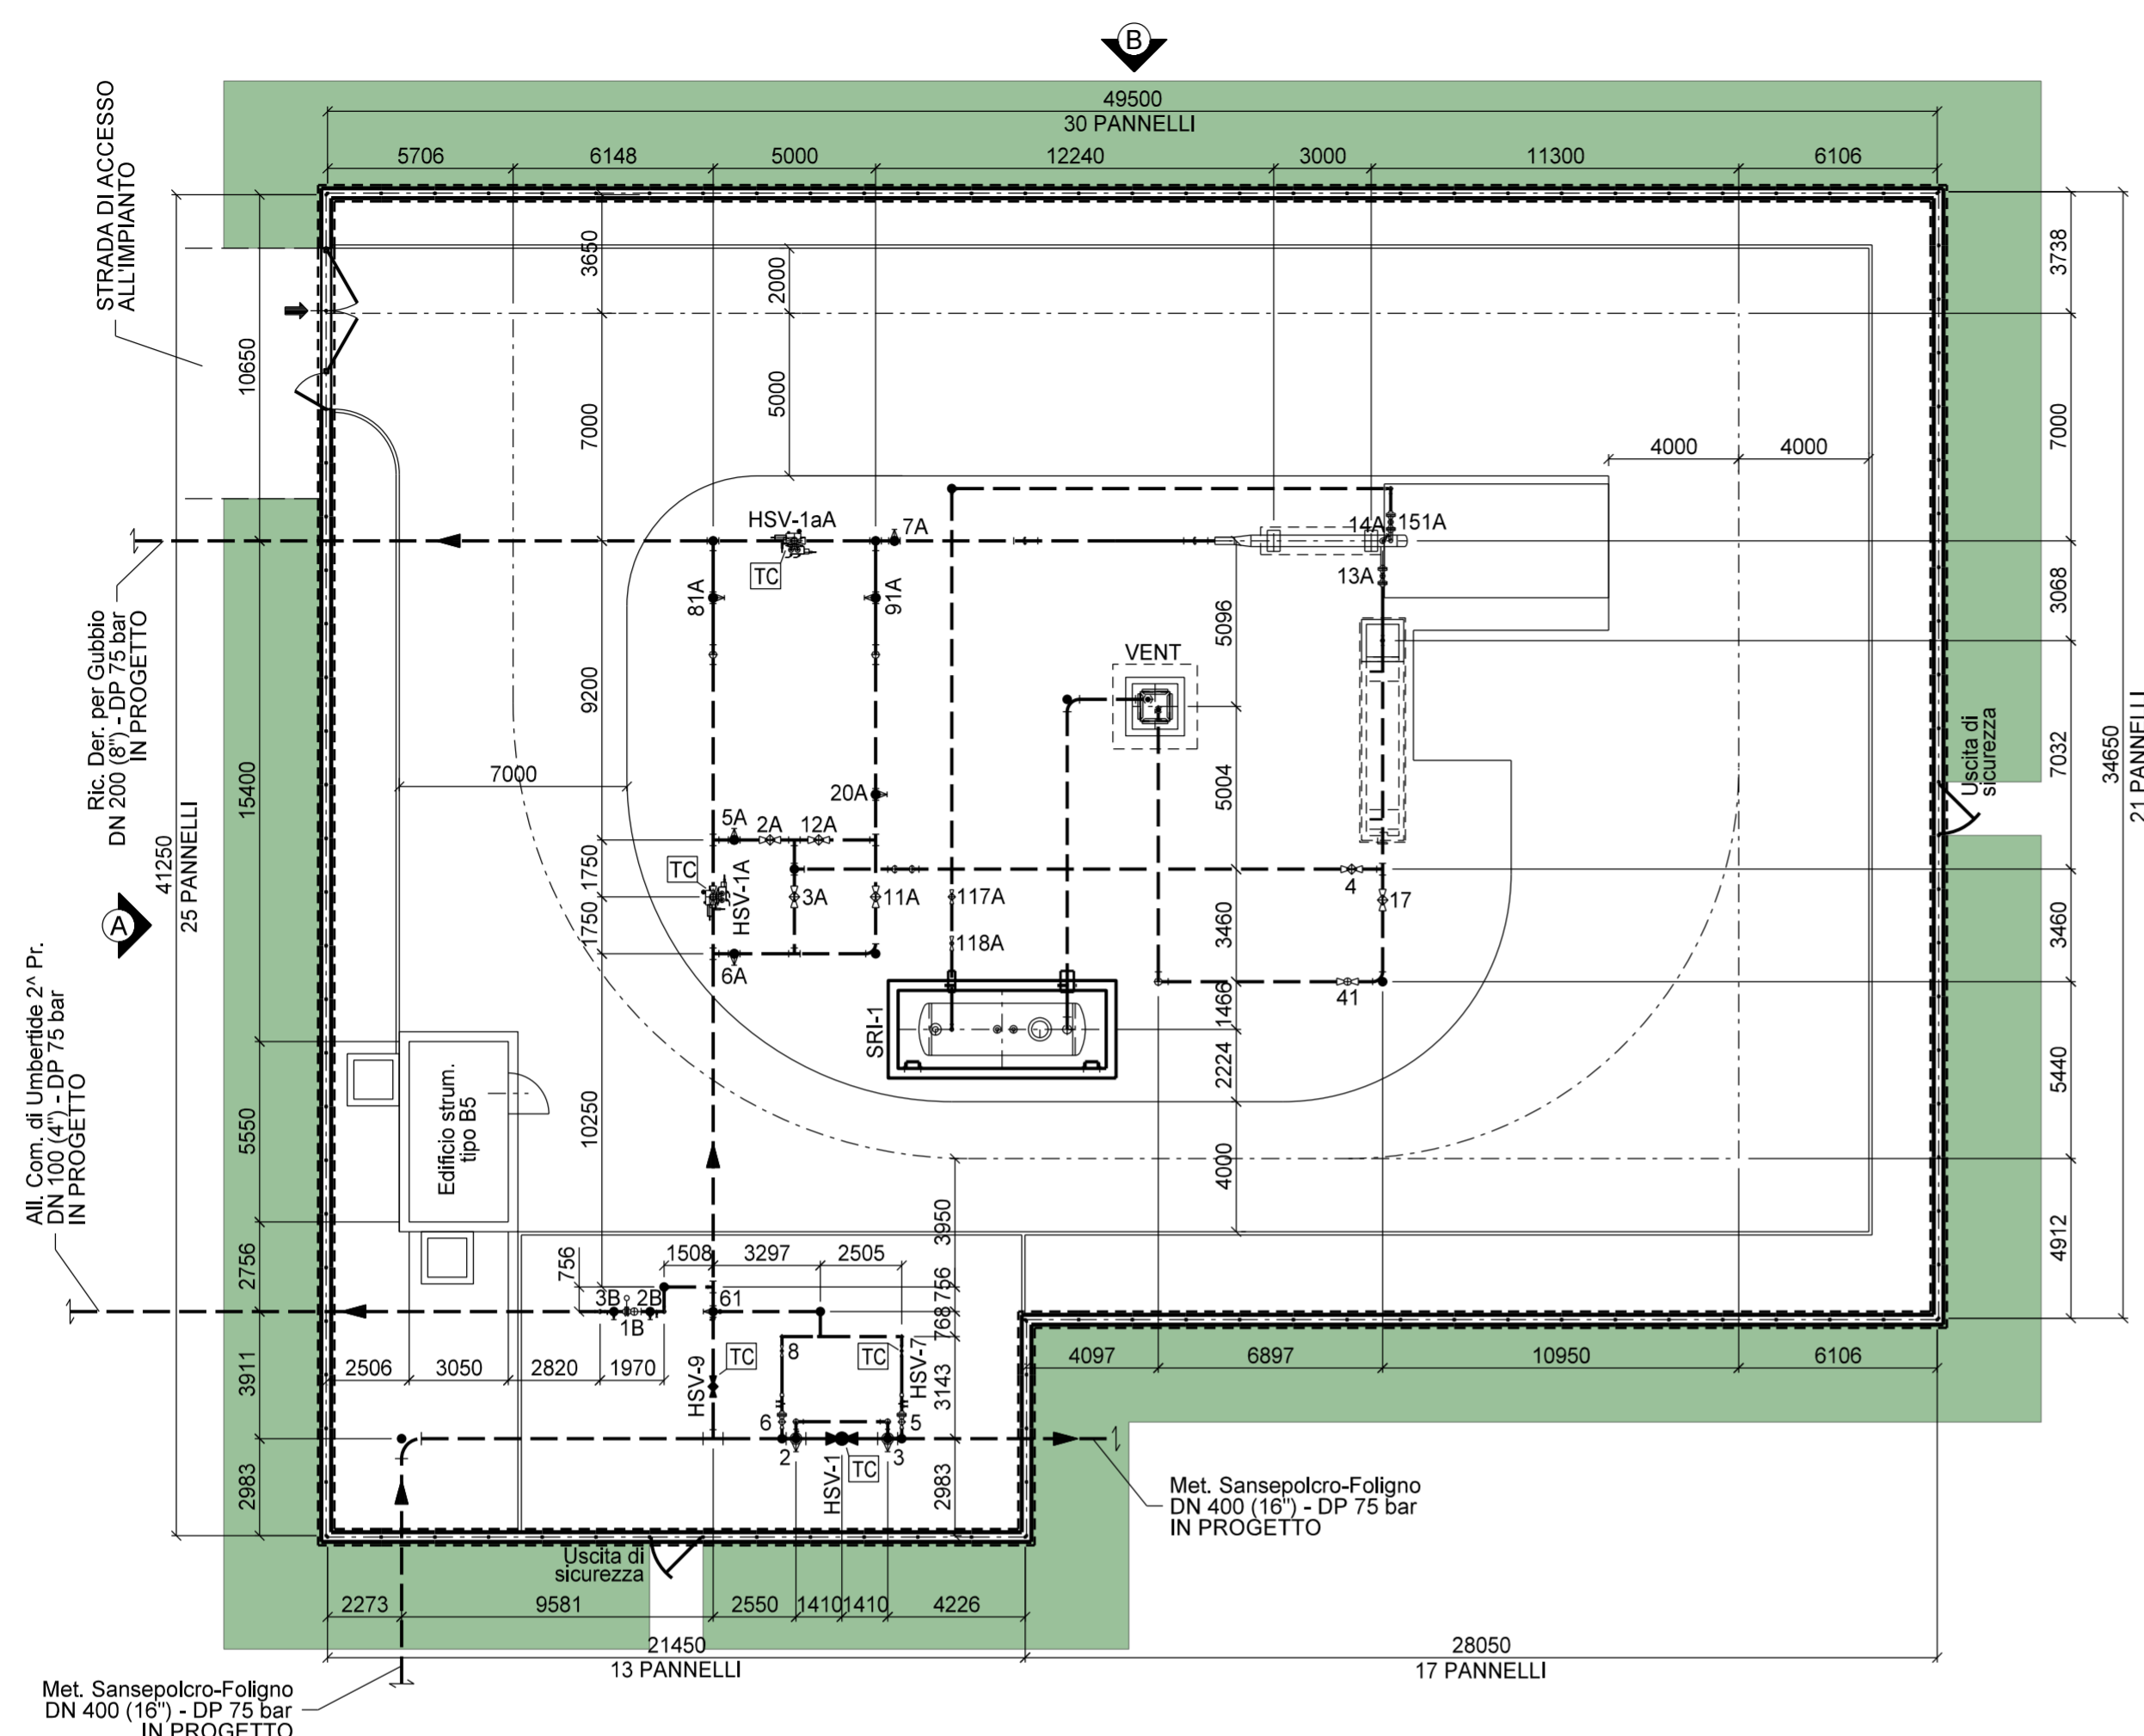 B
49500
30 PANNELLI
5706
6148
5000
12240
3000
11300
6106
STRADA DI ACCESSO
ALL'IMPIANTO
3650
2000
3738
10650
7000
5000
7000
4000
4000
HSV-1aA
7A
14A
151A
TC
13A
81A
91A
3068
5096
Ric. Der. per Gubbio
DN 200 (8") - DP 75 bar
IN PROGETTO
9200
VENT
7032
34650
21 PANNELLI
Uscita di
sicurezza
15400
7000
5004
20A
41250
25 PANNELLI
5A
2A
12A
1750
TC
HSV-1A
3A
11A
117A
4
17
A
1750
118A
3460
3460
6A
41
1466
All. Com. di Umbertide 2^ Pr.
DN 100 (4") - DP 75 bar
IN PROGETTO
SRI-1
2224
5440
Edificio strum.
tipo B5
5550
10250
4000
3950
4912
2756
756
1508
3297
2505
756
3B
2B
61
1B
768
8
TC
TC
HSV-7
HSV-9
3911
2506
3050
2820
1970
3143
4097
6897
10950
6106
6
5
2
3
HSV-1
TC
2983
2983
Met. Sansepolcro-Foligno
DN 400 (16") - DP 75 bar
IN PROGETTO
Uscita di
sicurezza
2273
9581
2550
1410
1410
4226
21450
13 PANNELLI
28050
17 PANNELLI
Met. Sansepolcro-Foligno
DN 400 (16") - DP 75 bar
IN PROGETTO